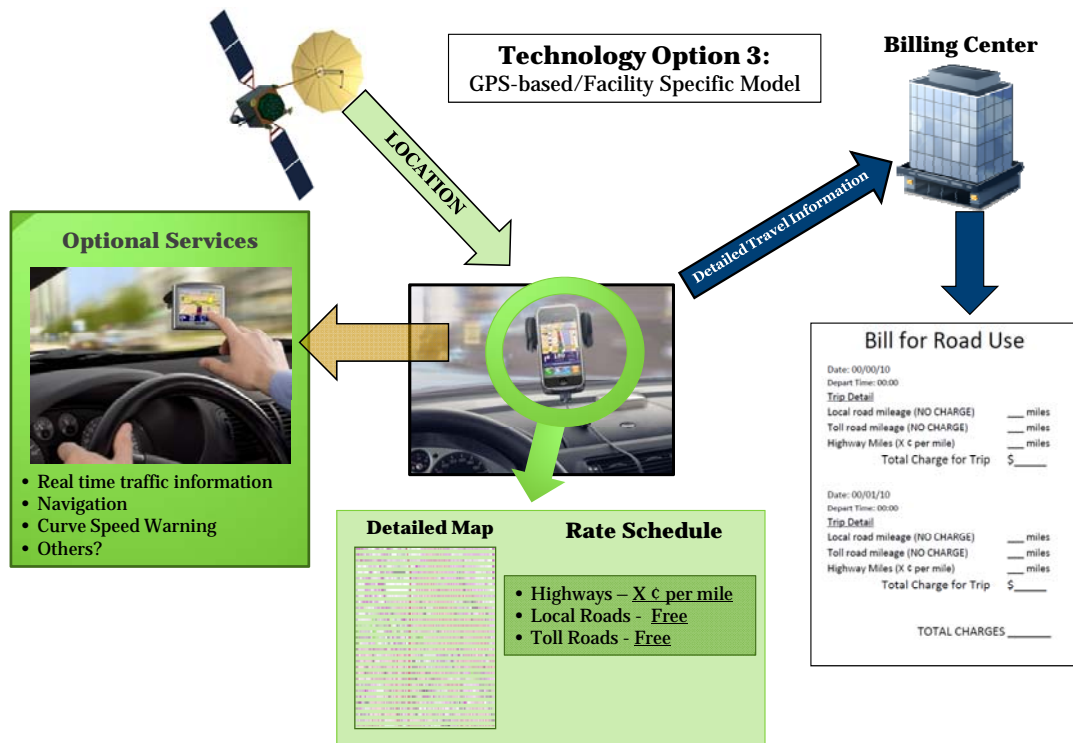 Technology Option 3:
GPS-based/Facility Specific Model
Billing Center
LOCATION
Detailed Travel Information
Optional Services
• Real time traffic information
• Navigation
• Curve Speed Warning
• Others?
Detailed Map
Rate Schedule
• Highways – X ¢ per mile
• Local Roads - Free
• Toll Roads - Free
Bill for Road Use
Date: 00/00/10
Depart Time: 00:00
Trip Detail
Local road mileage (NO CHARGE) ___ miles
Toll road mileage (NO CHARGE) ___ miles
Highway Miles (X ¢ per mile) ___ miles
Total Charge for Trip $_____
Date: 00/01/10
Depart Time: 00:00
Trip Detail
Local road mileage (NO CHARGE) ___ miles
Toll road mileage (NO CHARGE) ___ miles
Highway Miles (X ¢ per mile) ___ miles
Total Charge for Trip $_____
TOTAL CHARGES _______